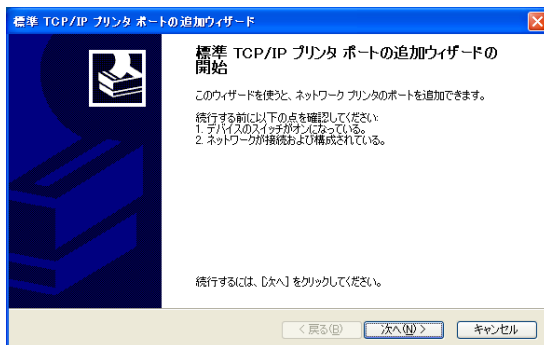 標準 TCP/IP プリンタ ポートの追加ウィザード
標準 TCP/IP プリンタ ポートの追加ウィザードの
開始
このウィザードを使うと、ネットワーク プリンタのポートを追加できます。
続行する前に以下の点を確認してください:
1. デバイスのスイッチがオンになっている。
2. ネットワークが接続および構成されている。
続行するには、[次へ] をクリックしてください。
< 戻る(B)
次へ(N) >
キャンセル